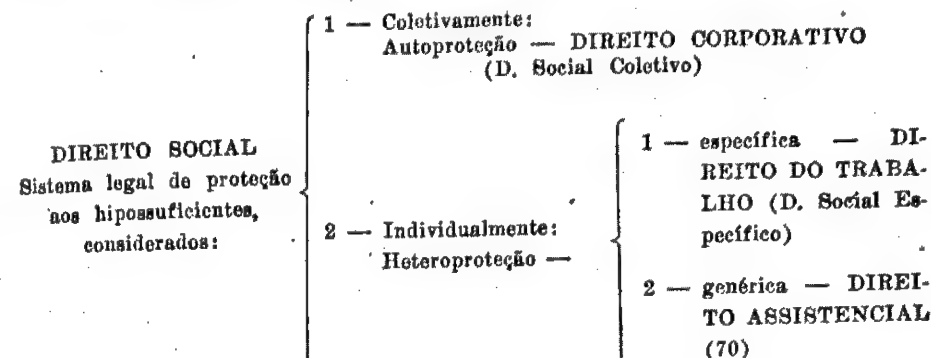 1 — Coletivamente:
Autoproteção — DIREITO CORPORATIVO
(D. Social Coletivo)
DIREITO SOCIAL
Sistema legal de proteção
aos hipossuficientes,
considerados:
2 — Individualmente:
Heteroproteção —
1 — específica — DI-
REITO DO TRABA-
LHO (D. Social Es-
pecífico)
2 — genérica — DIREI-
TO ASSISTENCIAL
(70)